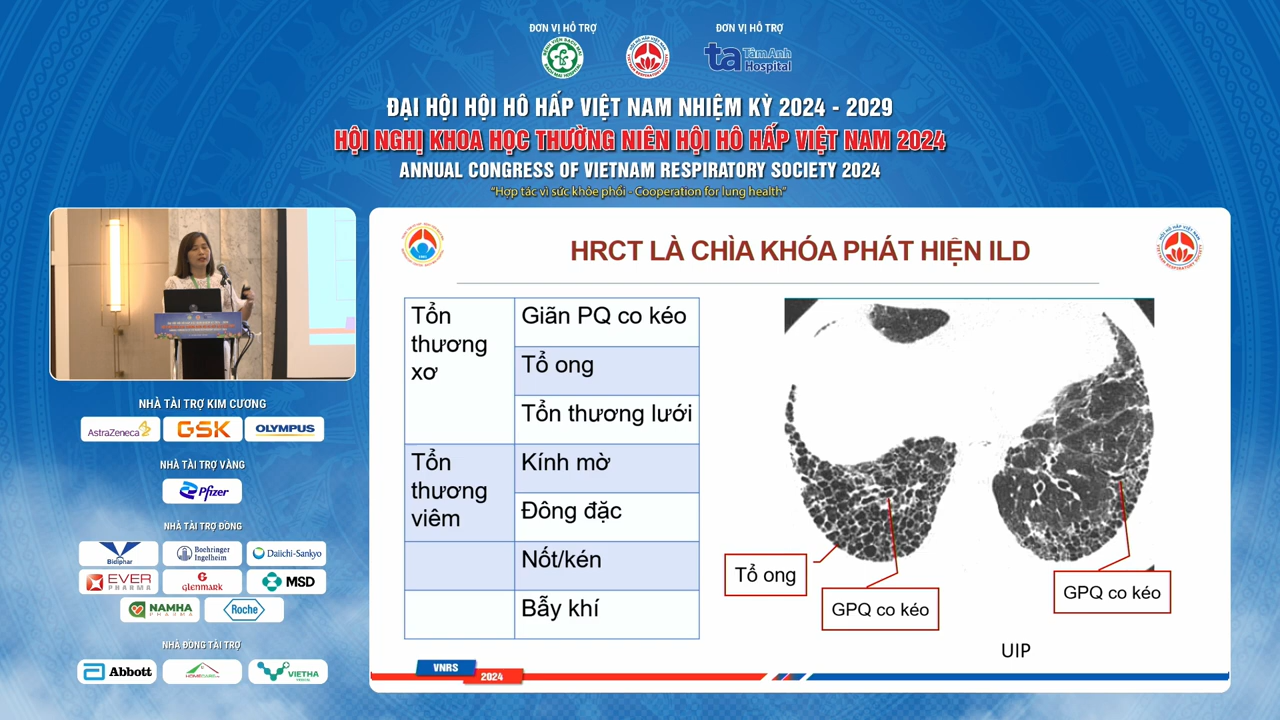 ĐƠN VỊ HỖ TRỢ
ĐƠN VỊ HỖ TRỢ
ta TâmAnh Hospital
ĐẠI HỘI HỘI HÔ HẤP VIỆT NAM NHIỆM KỲ 2024 - 2029
HỘI NGHỊ KHOA HỌC THƯỜNG NIÊN HỘI HÔ HẤP VIỆT NAM 2024
ANNUAL CONGRESS OF VIETNAM RESPIRATORY SOCIETY 2024
"Hợp tác vì sức khỏe phổi - Cooperation for lung health"
NHÀ TÀI TRỢ KIM CƯƠNG
AstraZeneca
GSK
OLYMPUS
NHÀ TÀI TRỢ VÀNG
Pfizer
NHÀ TÀI TRỢ ĐỒNG
Bidiphar
Boehringer Ingelheim
Daiichi-Sankyo
EVER PHARMA
GLENMARK
MSD
NAMHA PHARMA
Roche
NHÀ ĐỒNG TÀI TRỢ
Abbott
VIETHA
HRCT LÀ CHÌA KHÓA PHÁT HIỆN ILD
Tổn thương xơ
Giãn PQ co kéo
Tổ ong
Tổn thương lưới
Tổn thương viêm
Kính mờ
Đông đặc
Nốt/kén
Bẫy khí
Tổ ong
GPQ co kéo
GPQ co kéo
UIP
VNRS
2024